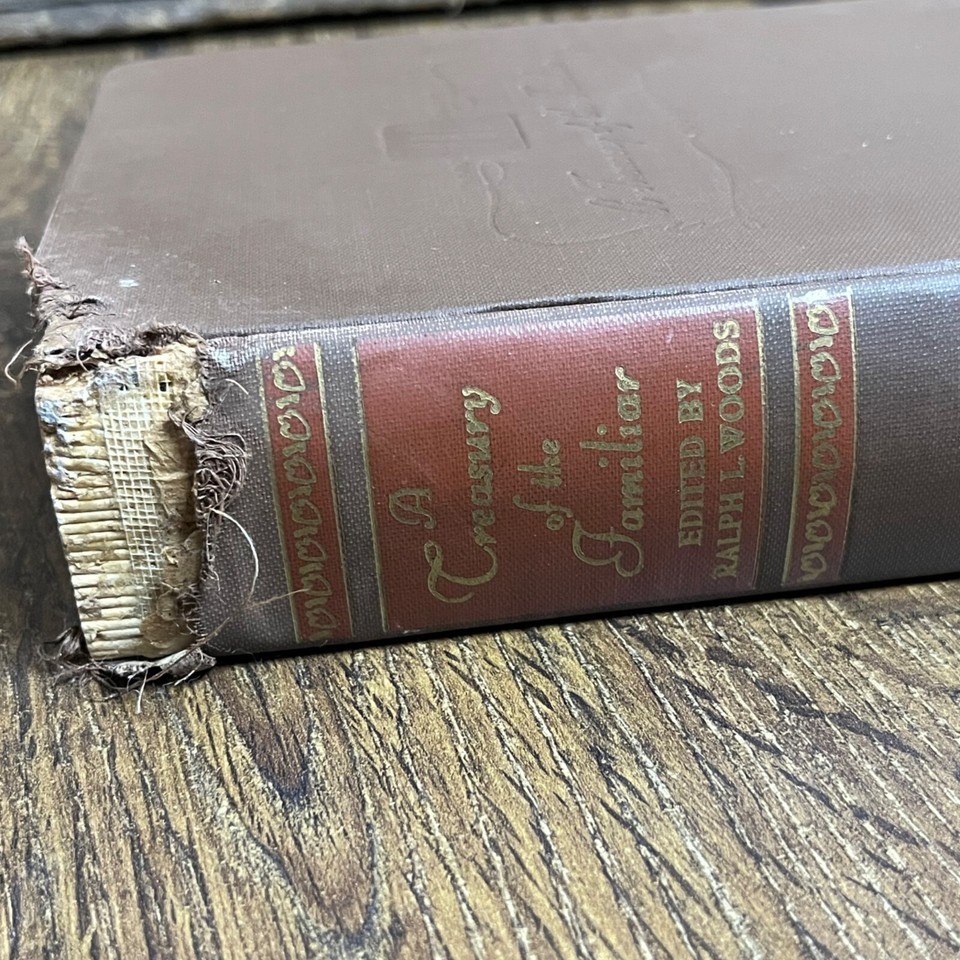 A
Treasury
of the
Familiar
EDITED BY
RALPH L. WOODS